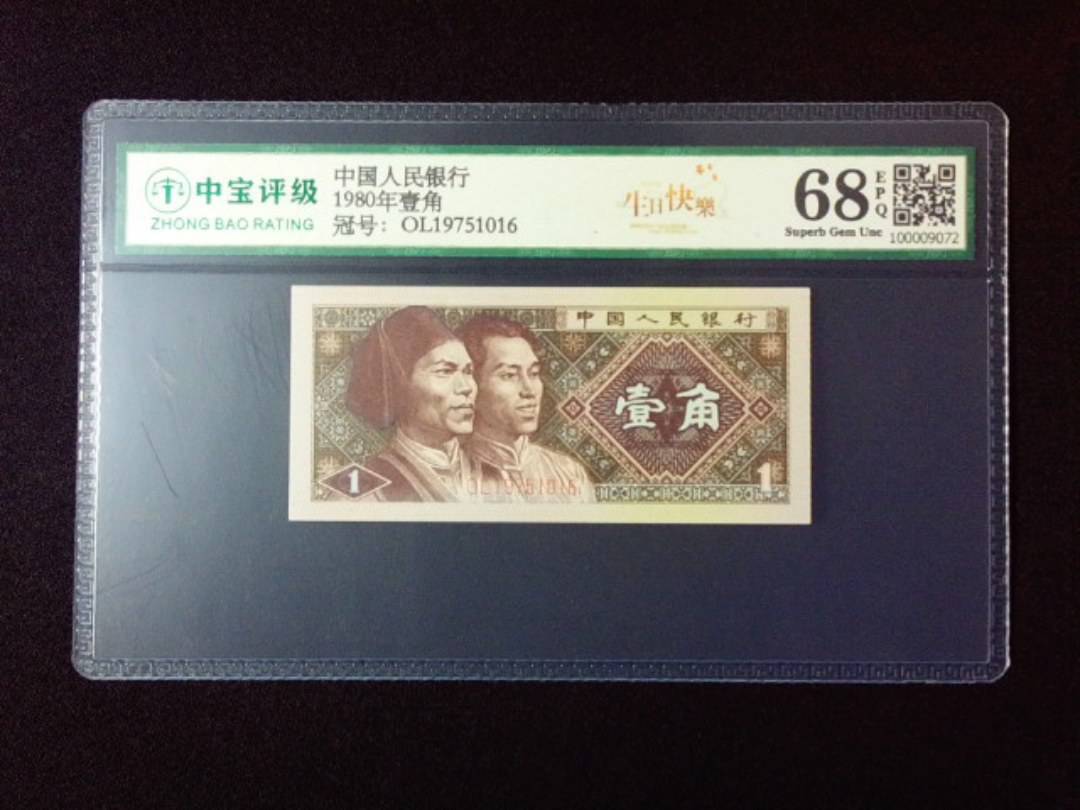 中宝评级
ZHONG BAO RATING
中国人民银行
1980年壹角
冠号：OL19751016
生日快樂
68
EPQ
Superb Gem Unc
100009072
中国人民银行
壹角
1
OL19751016
1